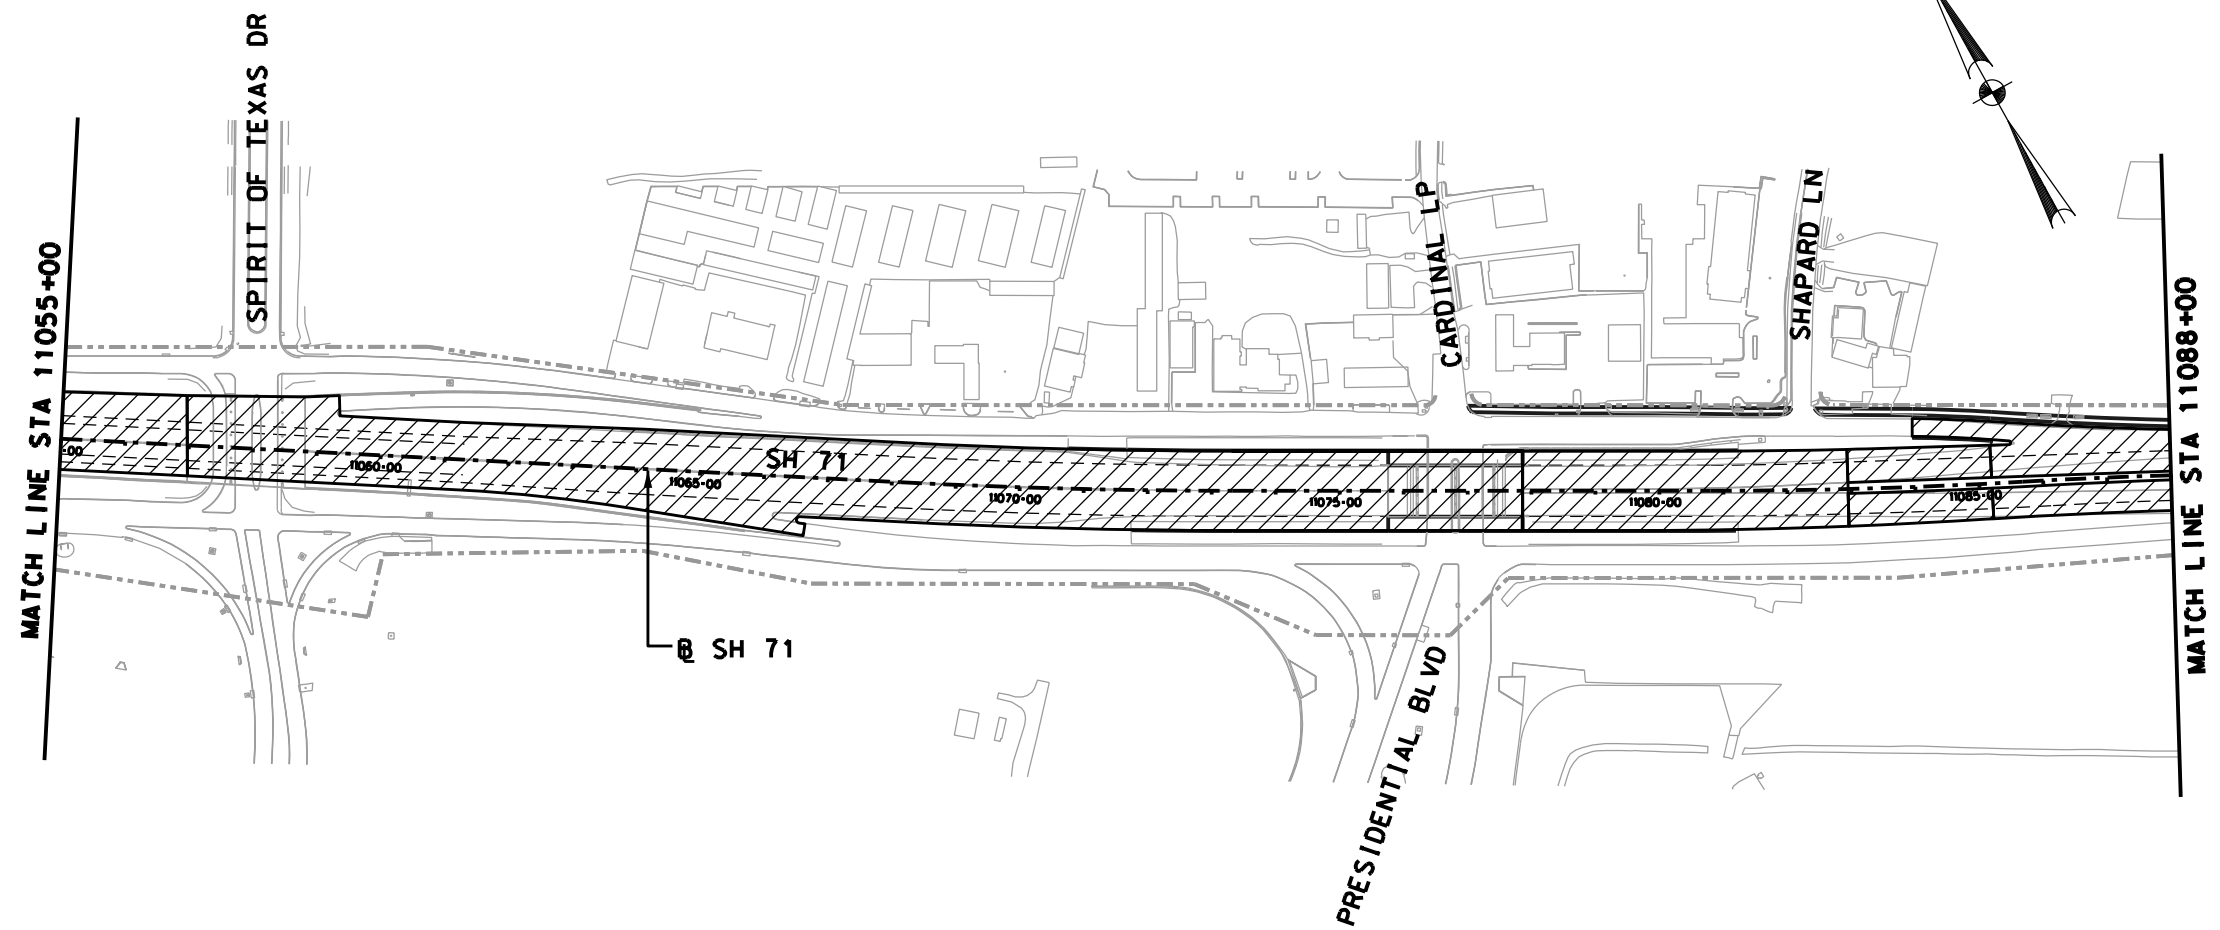 MATCH LINE STA 11055+00
SPIRIT OF TEXAS DR
CARDINAL LP
SHAPARD LN
MATCH LINE STA 11088+00
+00
11060+00
11065+00
SH 71
11070+00
11075+00
11080+00
11085+00
SH 71
PRESIDENTIAL BLVD